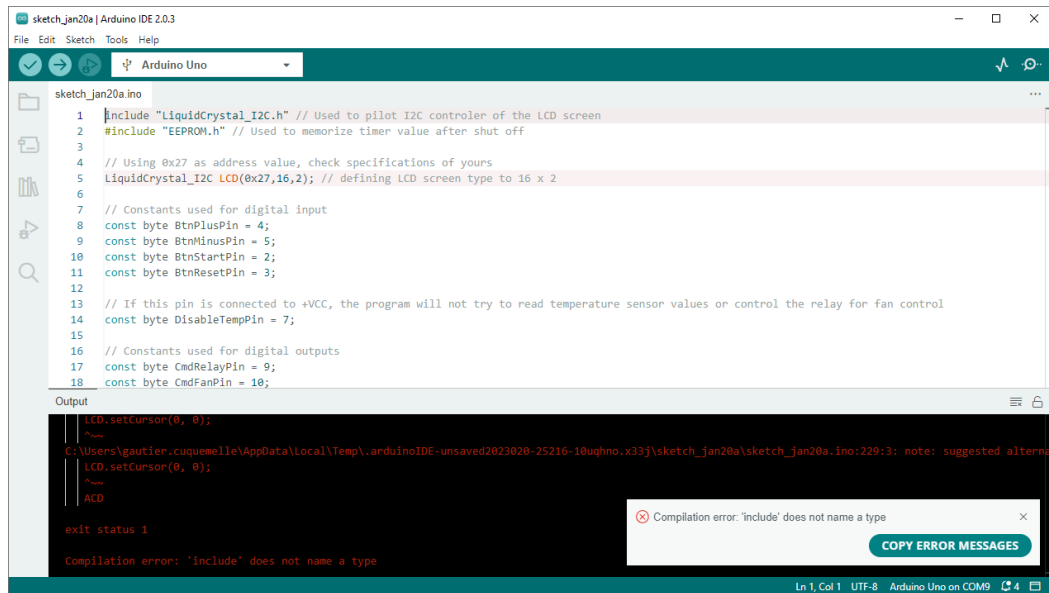 sketch_jan20a | Arduino IDE 2.0.3
File Edit Sketch Tools Help
Arduino Uno
sketch_jan20a.ino
1 include "LiquidCrystal_I2C.h" // Used to pilot I2C controler of the LCD screen
2 #include "EEPROM.h" // Used to memorize timer value after shut off
3
4 // Using 0x27 as address value, check specifications of yours
5 LiquidCrystal_I2C LCD(0x27,16,2); // defining LCD screen type to 16 x 2
6
7 // Constants used for digital input
8 const byte BtnPlusPin = 4;
9 const byte BtnMinusPin = 5;
10 const byte BtnStartPin = 2;
11 const byte BtnResetPin = 3;
12
13 // If this pin is connected to +VCC, the program will not try to read temperature sensor values or control the relay for fan control
14 const byte DisableTempPin = 7;
15
16 // Constants used for digital outputs
17 const byte CmdRelayPin = 9;
18 const byte CmdFanPin = 10;
Output
LCD.setCursor(0, 0);
^~~
C:\Users\gautier.cuquemelle\AppData\Local\Temp\.arduinoIDE-unsaved2023020-25216-10uqhno.x33j\sketch_jan20a\sketch_jan20a.ino:229:3: note: suggested alterna
LCD.setCursor(0, 0);
^~~
ACD
exit status 1
Compilation error: 'include' does not name a type
Compilation error: 'include' does not name a type
COPY ERROR MESSAGES
Ln 1, Col 1 UTF-8 Arduino Uno on COM9 4